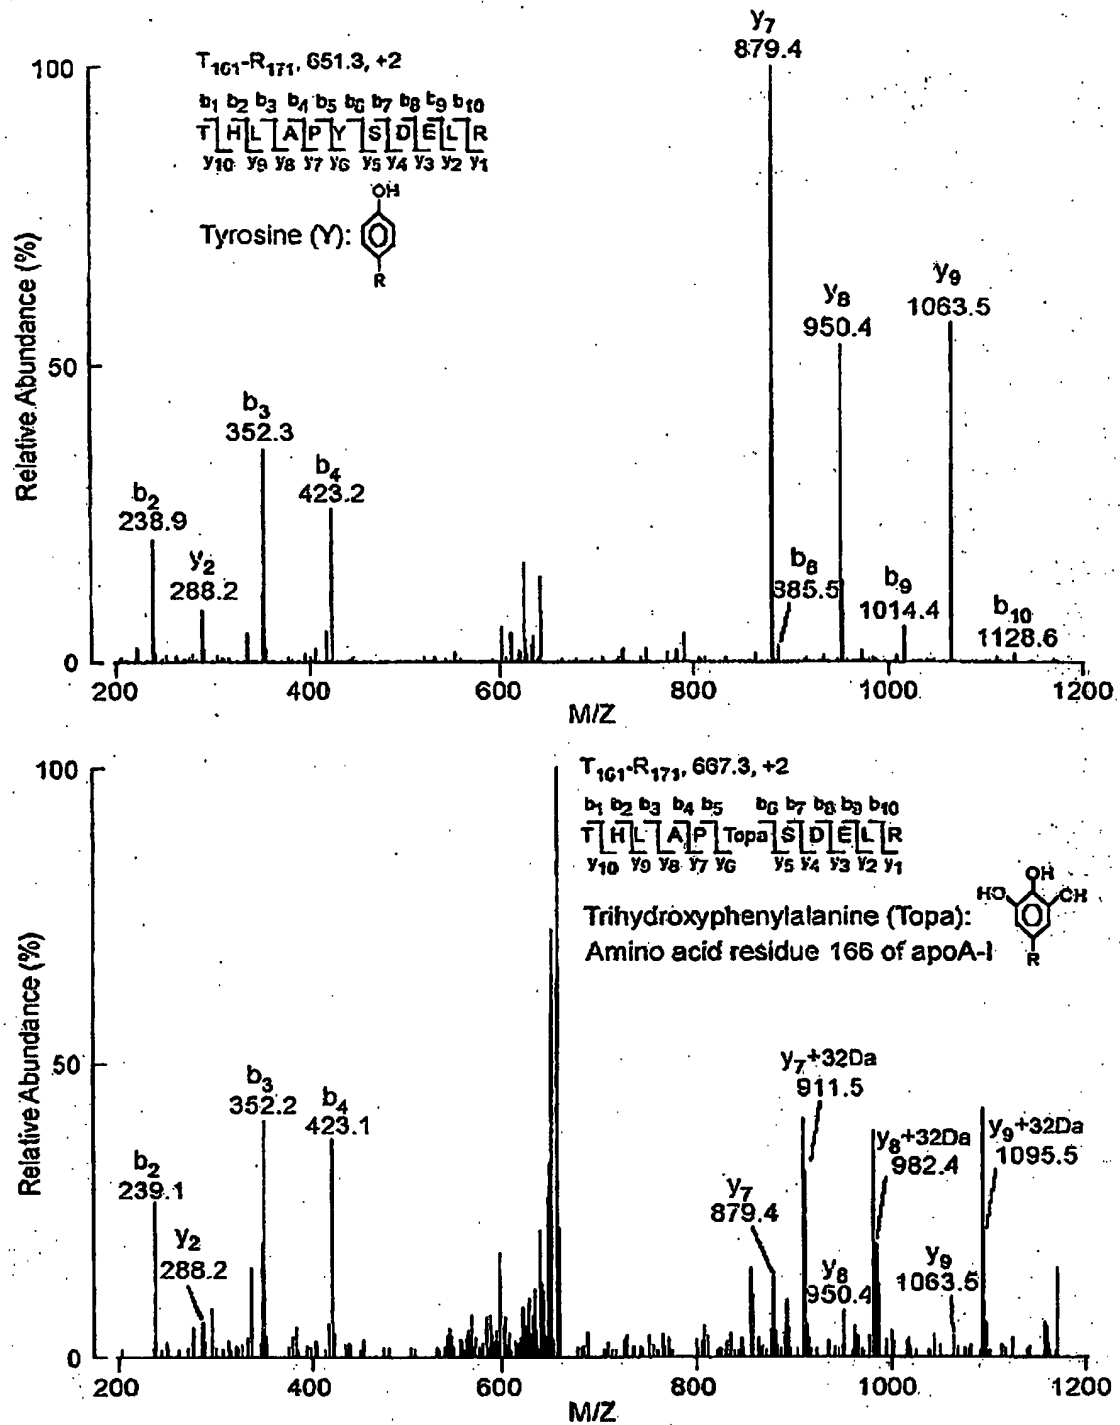 y7
879.4
T161-R171, 651.3, +2
100
b1 b2 b3 b4 b5 b6 b7 b8 b9 b10
T H L A P Y S D E L R
y10 y9 y8 y7 y6 y5 y4 y3 y2 y1
OH
Tyrosine (Y):
R
Relative Abundance (%)
y9
1063.5
y8
950.4
50
b3
352.3
b4
423.2
b2
238.9
y2
288.2
b8
885.5
b9
1014.4
b10
1128.6
0
200 400 600 800 1000 1200
M/Z
100
T161-R171, 667.3, +2
b1 b2 b3 b4 b5 b6 b7 b8 b9 b10
T H L A P Topa S D E L R
y10 y9 y8 y7 y6 y5 y4 y3 y2 y1
OH
HO OH
Trihydroxyphenylalanine (Topa):
Amino acid residue 166 of apoA-I
R
Relative Abundance (%)
50
y7+32Da
911.5
b3
352.2
b4
423.1
y8+32Da
982.4
y9+32Da
1095.5
b2
239.1
y7
879.4
y2
288.2
y8
950.4
y9
1063.5
0
200 400 600 800 1000 1200
M/Z